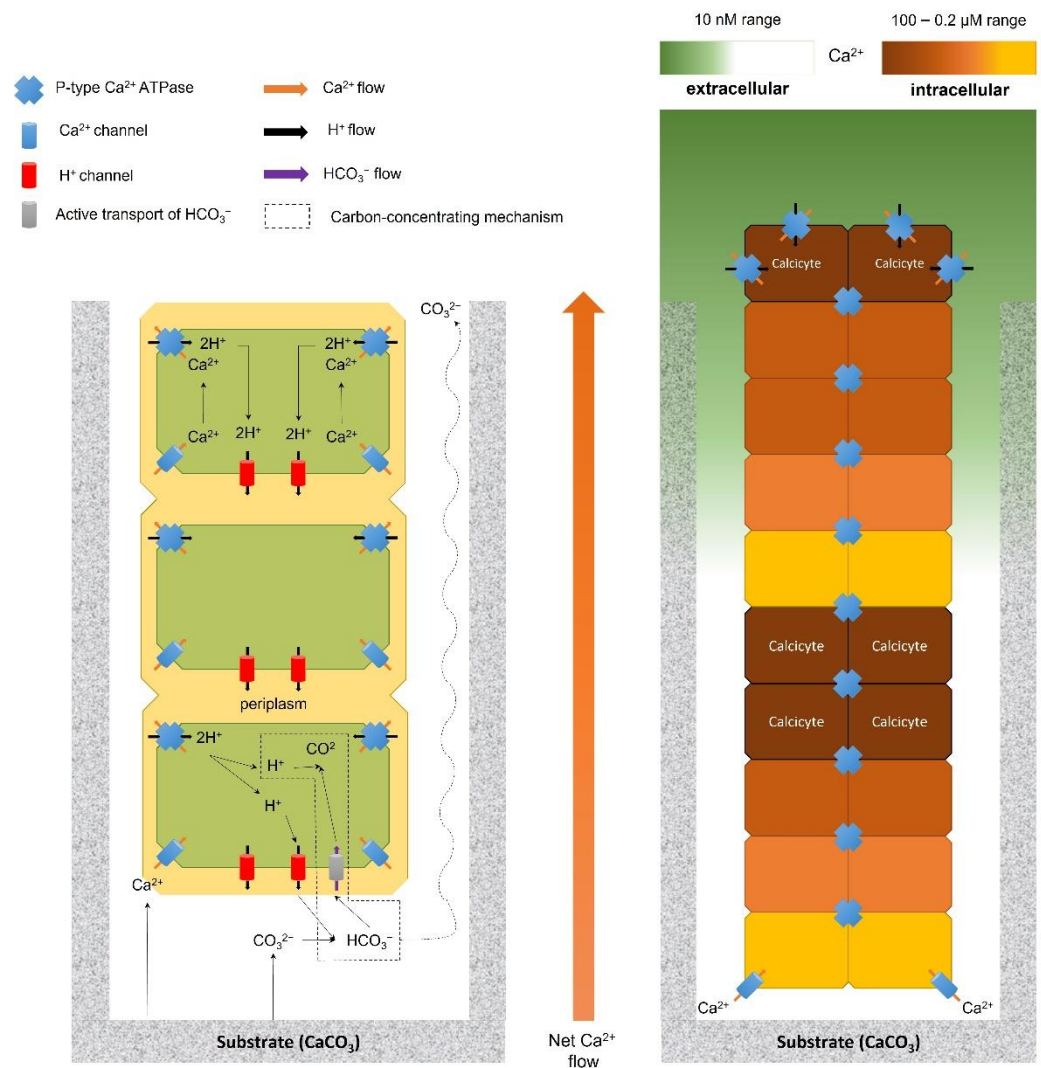 10 nM range
100 – 0.2 µM range
Ca²⁺
extracellular
intracellular
P-type Ca²⁺ ATPase
Ca²⁺ flow
Ca²⁺ channel
H⁺ flow
H⁺ channel
HCO₃⁻ flow
Active transport of HCO₃⁻
Carbon-concentrating mechanism
CO₃²⁻
2H⁺
2H⁺
Ca²⁺
Ca²⁺
2H⁺
2H⁺
Ca²⁺
Ca²⁺
periplasm
2H⁺
CO²
H⁺
H⁺
Ca²⁺
CO₃²⁻
HCO₃⁻
Substrate (CaCO₃)
Net Ca²⁺
flow
Calcicyte
Calcicyte
Calcicyte
Calcicyte
Calcicyte
Calcicyte
Ca²⁺
Ca²⁺
Substrate (CaCO₃)